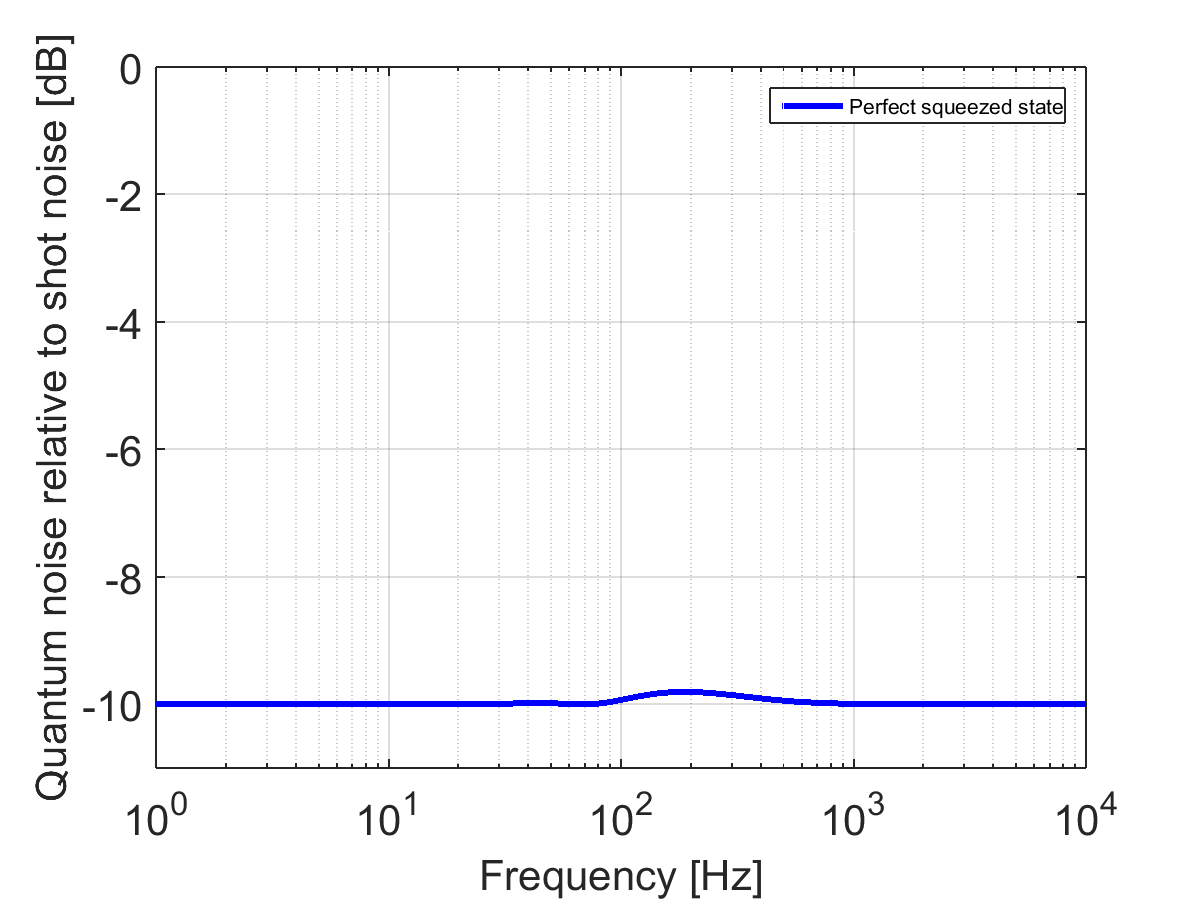 Quantum noise relative to shot noise [dB]
0
-2
-4
-6
-8
-10
Perfect squeezed state
10^0 10^1 10^2 10^3 10^4
Frequency [Hz]